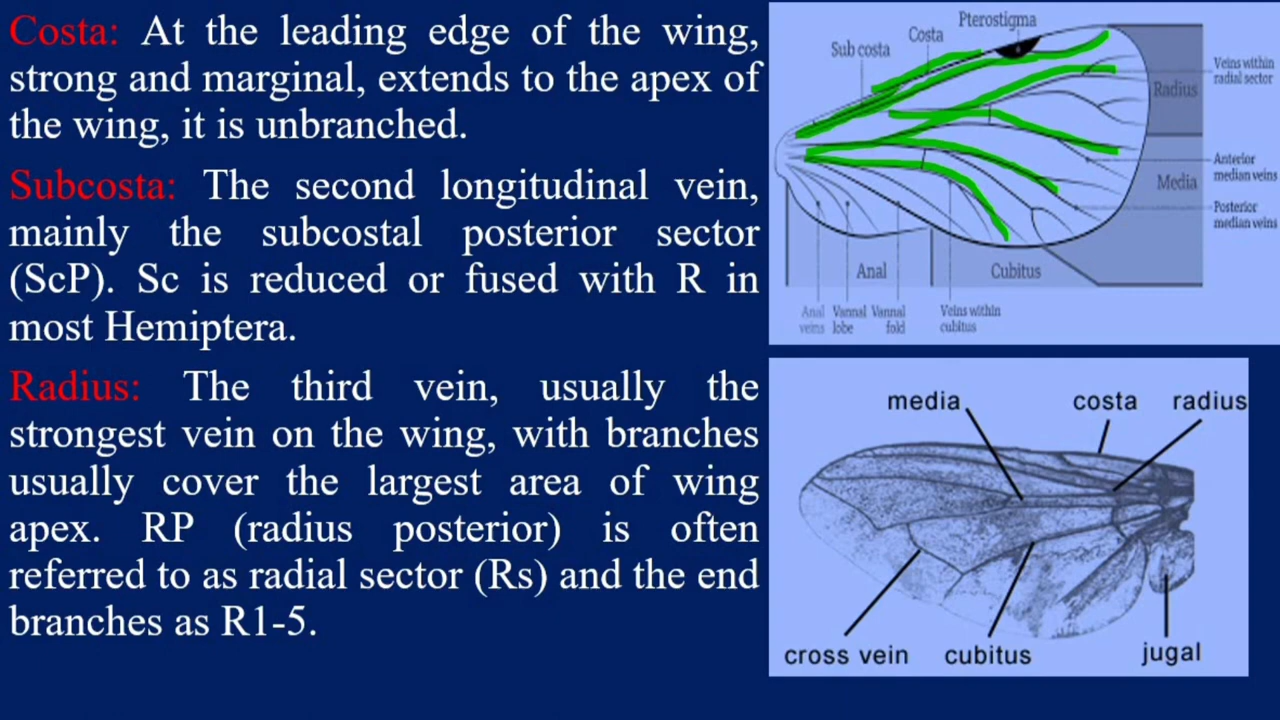 Costa: At the leading edge of the wing,
strong and marginal, extends to the apex of
the wing, it is unbranched.
Subcosta: The second longitudinal vein,
mainly the subcostal posterior sector
(ScP). Sc is reduced or fused with R in
most Hemiptera.
Radius: The third vein, usually the
strongest vein on the wing, with branches
usually cover the largest area of wing
apex. RP (radius posterior) is often
referred to as radial sector (Rs) and the end
branches as R1-5.
Pterostigma
Costa
Sub costa
Veins within
radial sector
Radius
Anterior
median veins
Media
Posterior
median veins
Anal
Cubitus
Anal
veins
Vannal
lobe
Vannal
fold
Veins within
cubitus
media
costa
radius
cross vein
cubitus
jugal